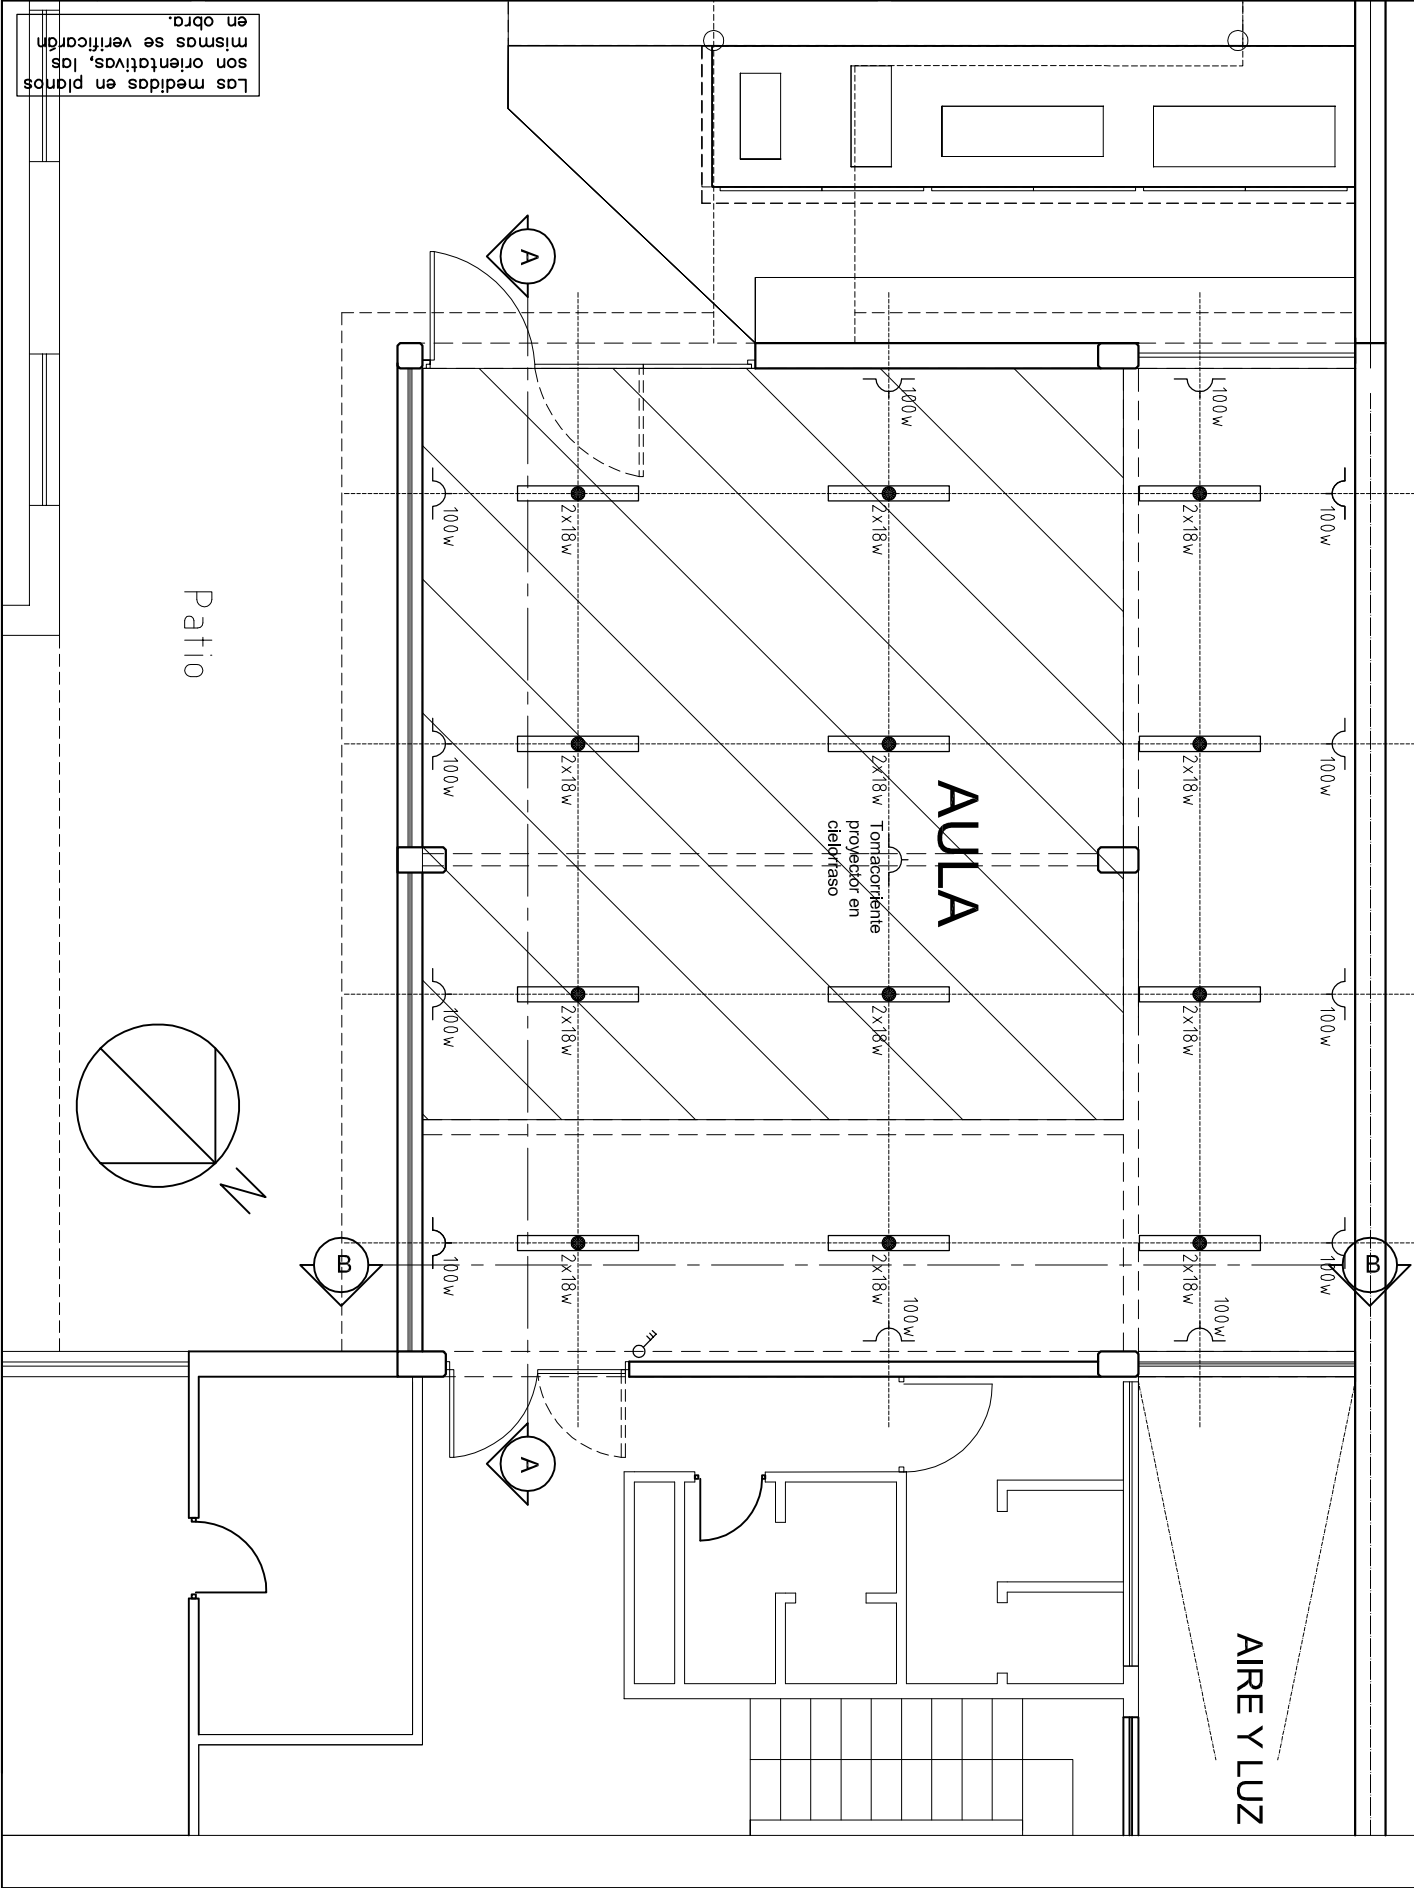 Las medidas en planos
son orientativas, las
mismas se verificarán
en obra.
A
100w
100w
100w
2x18w
2x18w
2x18w
100w
Patio
100w
2x18w
2x18w
2x18w
100w
AULA
Tomacorriente
proyector en
cielorraso
100w
2x18w
2x18w
2x18w
100w
N
B
100w
2x18w
2x18w
2x18w
100w
B
100w
100w
A
AIRE Y LUZ